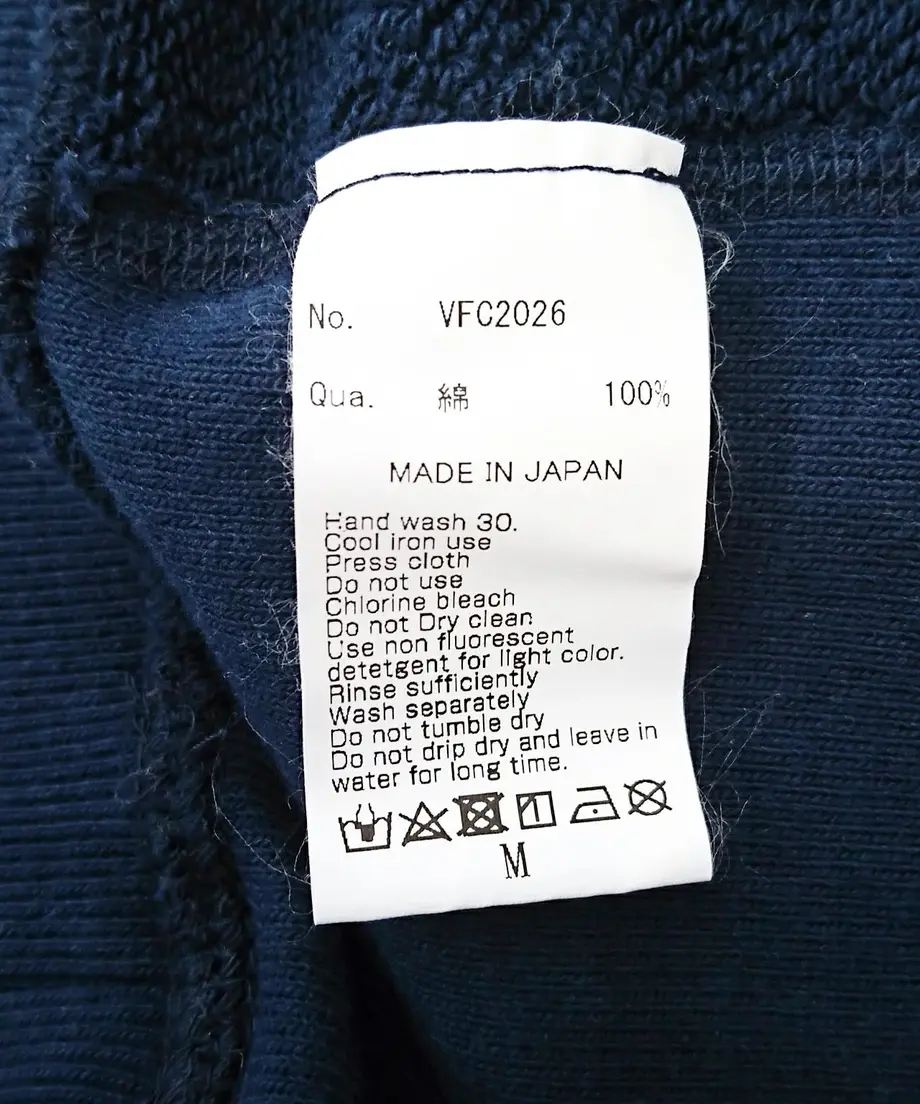 No. VFC2026
Qua. 綿 100%
MADE IN JAPAN
Hand wash 30.
Cool iron use
Press cloth
Do not use
Chlorine bleach
Do not Dry clean
Use non fluorescent
detetgent for light color.
Rinse sufficiently
Wash separately
Do not tumble dry
Do not drip dry and leave in
water for long time.
M